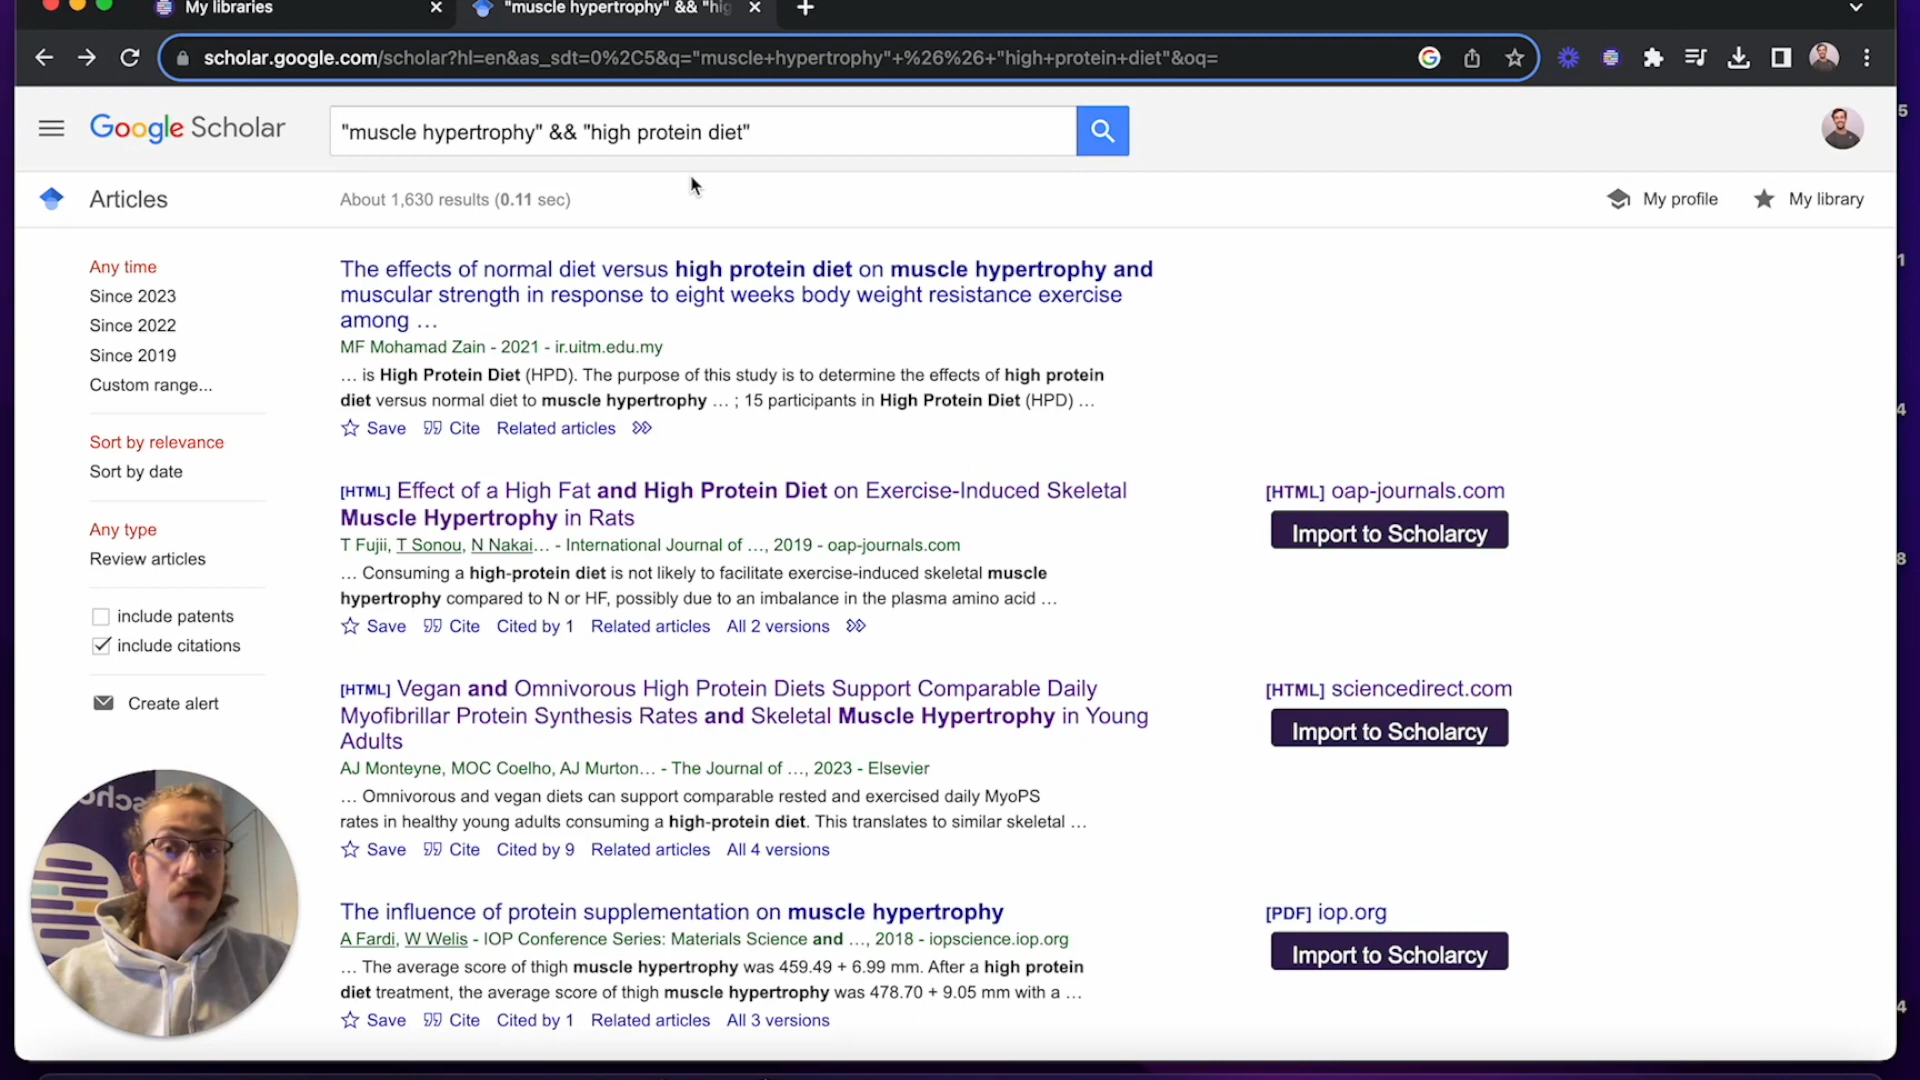 My libraries
"muscle hypertrophy" && "hig
scholar.google.com/scholar?hl=en&as_sdt=0%2C5&q="muscle+hypertrophy"+%26%26+"high+protein+diet"&oq=
Google Scholar
"muscle hypertrophy" && "high protein diet"
Articles
About 1,630 results (0.11 sec)
My profile
My library
Any time
Since 2023
Since 2022
Since 2019
Custom range...
Sort by relevance
Sort by date
Any type
Review articles
include patents
include citations
Create alert
The effects of normal diet versus high protein diet on muscle hypertrophy and
muscular strength in response to eight weeks body weight resistance exercise
among …
MF Mohamad Zain - 2021 - ir.uitm.edu.my
… is High Protein Diet (HPD). The purpose of this study is to determine the effects of high protein
diet versus normal diet to muscle hypertrophy … ; 15 participants in High Protein Diet (HPD) …
Save Cite Related articles
[HTML] Effect of a High Fat and High Protein Diet on Exercise-Induced Skeletal
Muscle Hypertrophy in Rats
T Fujii, T Sonou, N Nakai… - International Journal of …, 2019 - oap-journals.com
… Consuming a high-protein diet is not likely to facilitate exercise-induced skeletal muscle
hypertrophy compared to N or HF, possibly due to an imbalance in the plasma amino acid …
Save Cite Cited by 1 Related articles All 2 versions
[HTML] oap-journals.com
Import to Scholarcy
[HTML] Vegan and Omnivorous High Protein Diets Support Comparable Daily
Myofibrillar Protein Synthesis Rates and Skeletal Muscle Hypertrophy in Young
Adults
AJ Monteyne, MOC Coelho, AJ Murton… - The Journal of …, 2023 - Elsevier
… Omnivorous and vegan diets can support comparable rested and exercised daily MyoPS
rates in healthy young adults consuming a high-protein diet. This translates to similar skeletal …
Save Cite Cited by 9 Related articles All 4 versions
[HTML] sciencedirect.com
Import to Scholarcy
The influence of protein supplementation on muscle hypertrophy
A Fardi, W Welis - IOP Conference Series: Materials Science and …, 2018 - iopscience.iop.org
… The average score of thigh muscle hypertrophy was 459.49 + 6.99 mm. After a high protein
diet treatment, the average score of thigh muscle hypertrophy was 478.70 + 9.05 mm with a …
Save Cite Cited by 1 Related articles All 3 versions
[PDF] iop.org
Import to Scholarcy
5
1
4
8
4